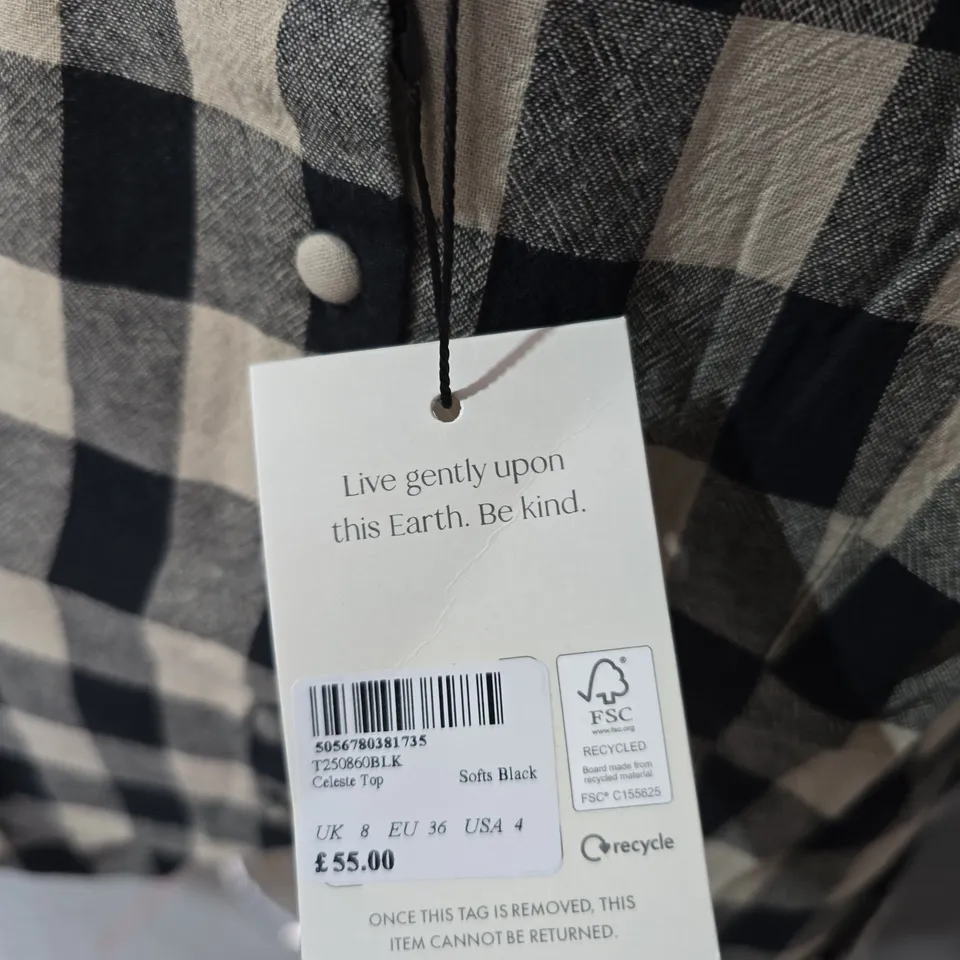 Live gently upon
this Earth. Be kind.
5056780381735
T250860BLK
Celeste Top Softs Black
UK 8 EU 36 USA 4
£55.00
FSC®
www.fsc.org
RECYCLED
Board made from
recycled material
FSC® C155625
recycle
ONCE THIS TAG IS REMOVED, THIS
ITEM CANNOT BE RETURNED.